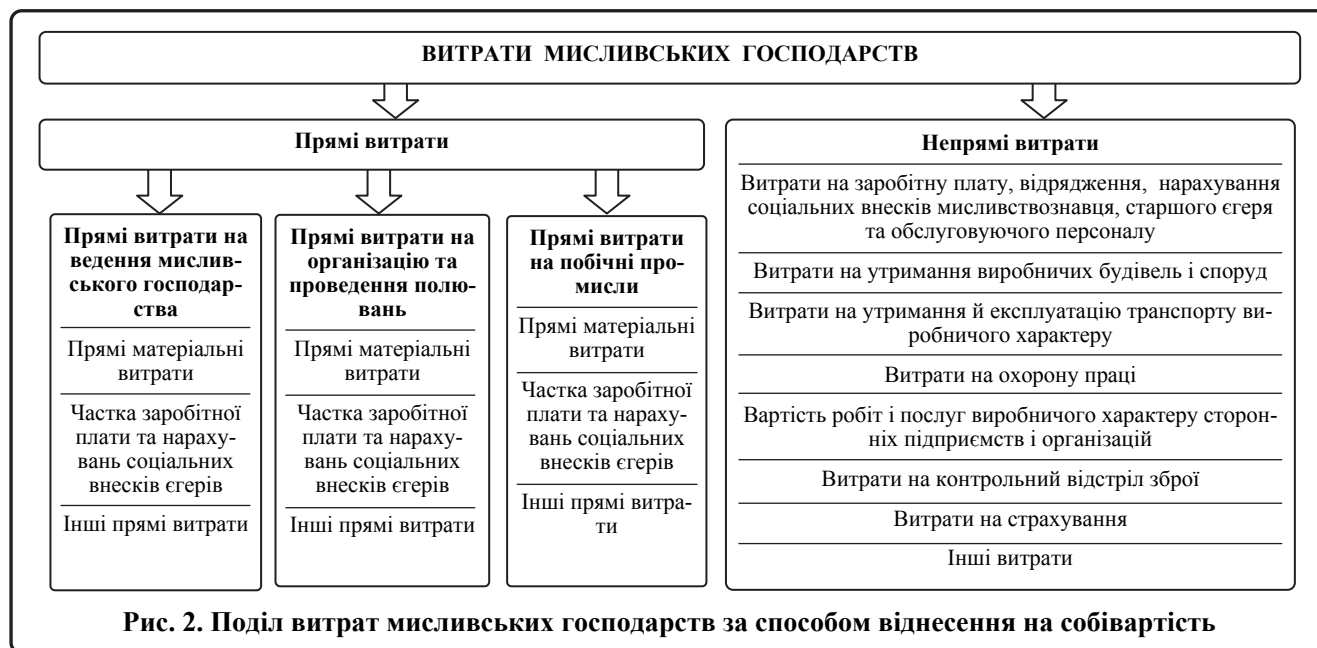 ВИТРАТИ МИСЛИВСЬКИХ ГОСПОДАРСТВ
Прямі витрати
Прямі витрати на
ведення мислив-
ського господар-
ства
Прямі матеріальні
витрати
Частка заробітної
плати та нараху-
вань соціальних
внесків єгерів
Інші прямі витрати
Прямі витрати на
організацію та
проведення полю-
вань
Прямі матеріальні
витрати
Частка заробітної
плати та нараху-
вань соціальних
внесків єгерів
Інші прямі витрати
Прямі витрати
на побічні про-
мисли
Прямі матеріальні
витрати
Частка заробітної
плати та нараху-
вань соціальних
внесків єгерів
Інші прямі витра-
ти
Непрямі витрати
Витрати на заробітну плату, відрядження, нарахування
соціальних внесків мисливствознавця, старшого єгеря
та обслуговуючого персоналу
Витрати на утримання виробничих будівель і споруд
Витрати на утримання й експлуатацію транспорту ви-
робничого характеру
Витрати на охорону праці
Вартість робіт і послуг виробничого характеру сторон-
ніх підприємств і організацій
Витрати на контрольний відстріл зброї
Витрати на страхування
Інші витрати
Рис. 2. Поділ витрат мисливських господарств за способом віднесення на собівартість